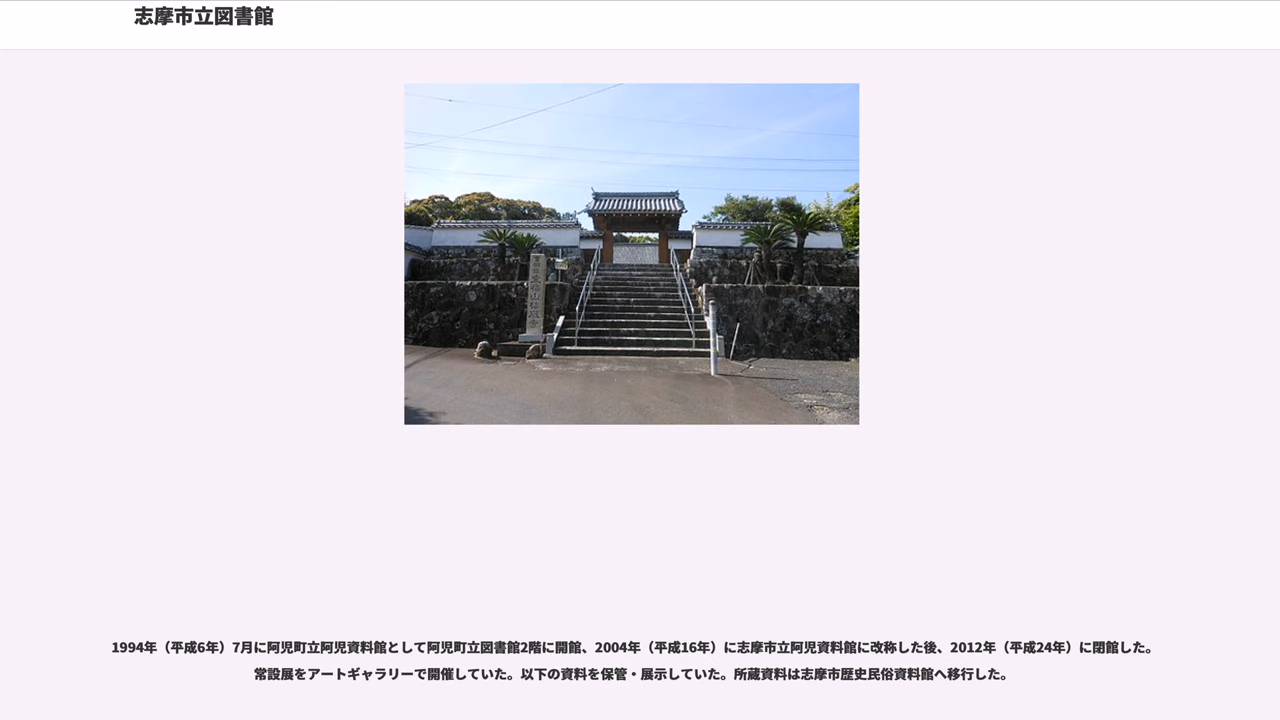 志摩市立図書館
1994年（平成6年）7月に阿児町立阿児資料館として阿児町立図書館2階に開館、2004年（平成16年）に志摩市立阿児資料館に改称した後、2012年（平成24年）に閉館した。
常設展をアートギャラリーで開催していた。以下の資料を保管・展示していた。所蔵資料は志摩市歴史民俗資料館へ移行した。